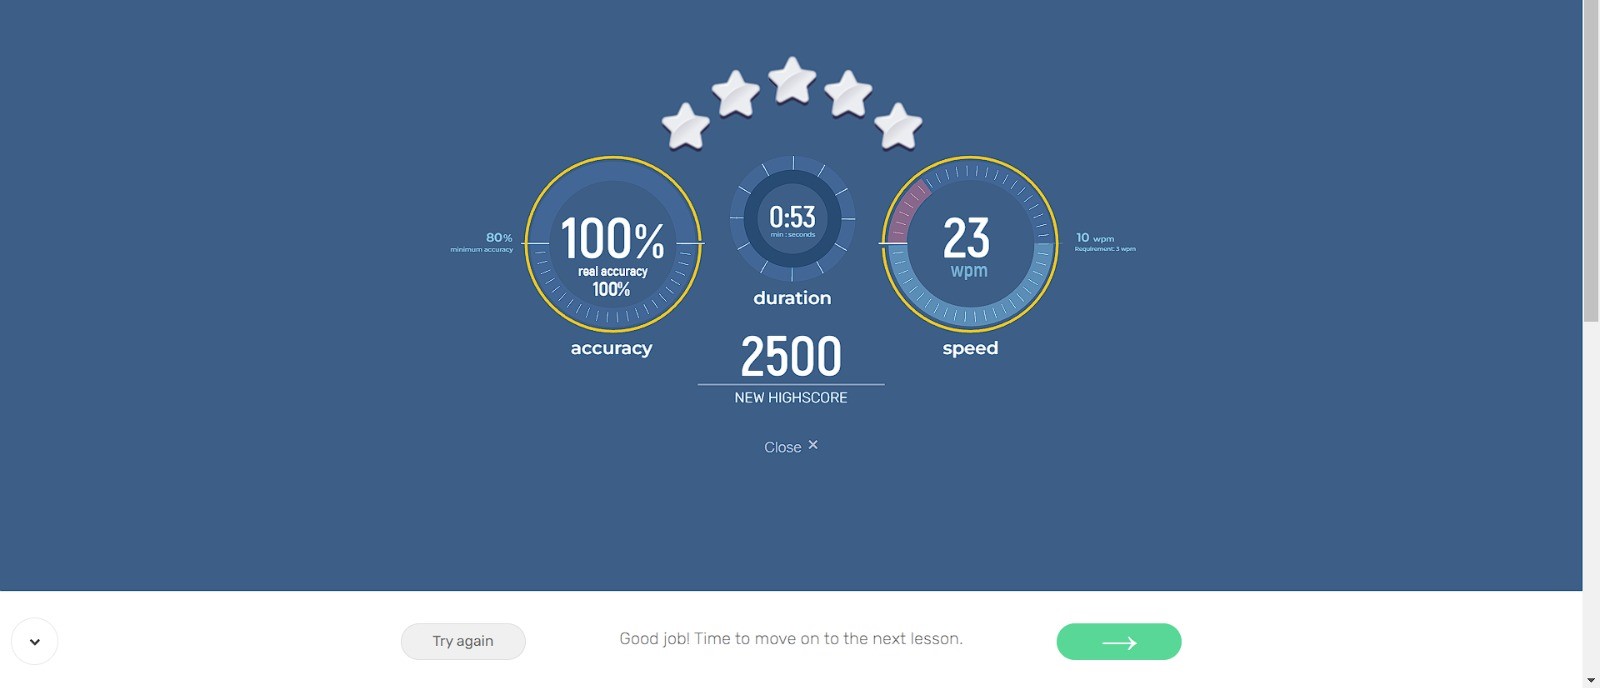 80%
minimum accuracy
100%
real accuracy
100%
accuracy
0:53
min : seconds
duration
2500
NEW HIGHSCORE
Close ×
23
wpm
speed
10 wpm
Requirement: 3 wpm
Try again
Good job! Time to move on to the next lesson.